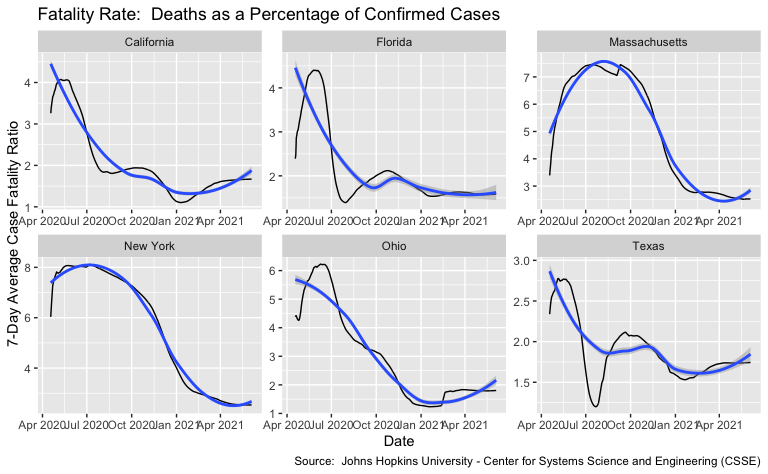 Fatality Rate:  Deaths as a Percentage of Confirmed Cases
7-Day Average Case Fatality Ratio
California
4
3
2
1
Apr 2020 Jul 2020 Oct 2020 Jan 2021 Apr 2021
Florida
4
3
2
Apr 2020 Jul 2020 Oct 2020 Jan 2021 Apr 2021
Massachusetts
7
6
5
4
3
Apr 2020 Jul 2020 Oct 2020 Jan 2021 Apr 2021
New York
8
6
4
Apr 2020 Jul 2020 Oct 2020 Jan 2021 Apr 2021
Ohio
6
5
4
3
2
1
Apr 2020 Jul 2020 Oct 2020 Jan 2021 Apr 2021
Texas
3.0
2.5
2.0
1.5
Apr 2020 Jul 2020 Oct 2020 Jan 2021 Apr 2021
Date
Source:  Johns Hopkins University - Center for Systems Science and Engineering (CSSE)